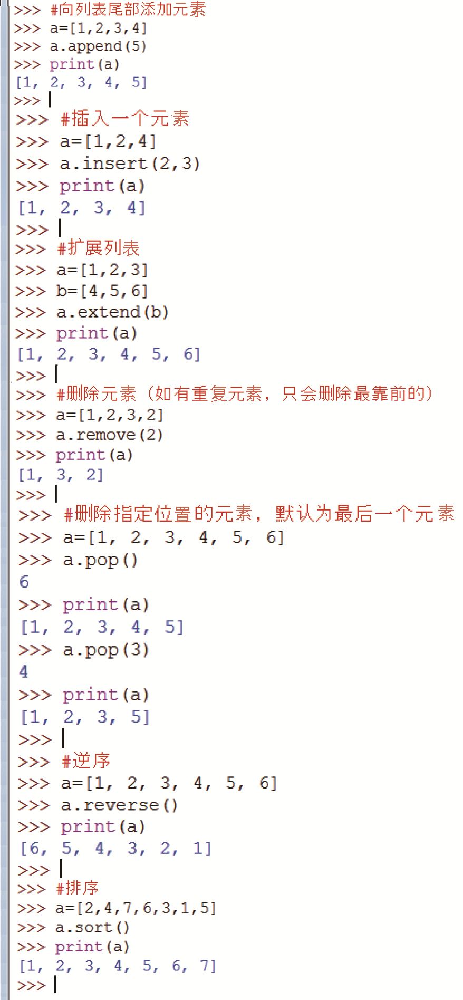 >>> #向列表尾部添加元素
>>> a=[1,2,3,4]
>>> a.append(5)
>>> print(a)
[1, 2, 3, 4, 5]
>>>
>>> #插入一个元素
>>> a=[1,2,4]
>>> a.insert(2,3)
>>> print(a)
[1, 2, 3, 4]
>>>
>>> #扩展列表
>>> a=[1,2,3]
>>> b=[4,5,6]
>>> a.extend(b)
>>> print(a)
[1, 2, 3, 4, 5, 6]
>>>
>>> #删除元素（如有重复元素，只会删除最靠前的）
>>> a=[1,2,3,2]
>>> a.remove(2)
>>> print(a)
[1, 3, 2]
>>>
>>> #删除指定位置的元素，默认为最后一个元素
>>> a=[1, 2, 3, 4, 5, 6]
>>> a.pop()
6
>>> print(a)
[1, 2, 3, 4, 5]
>>> a.pop(3)
4
>>> print(a)
[1, 2, 3, 5]
>>>
>>> #逆序
>>> a=[1, 2, 3, 4, 5, 6]
>>> a.reverse()
>>> print(a)
[6, 5, 4, 3, 2, 1]
>>>
>>> #排序
>>> a=[2,4,7,6,3,1,5]
>>> a.sort()
>>> print(a)
[1, 2, 3, 4, 5, 6, 7]
>>>